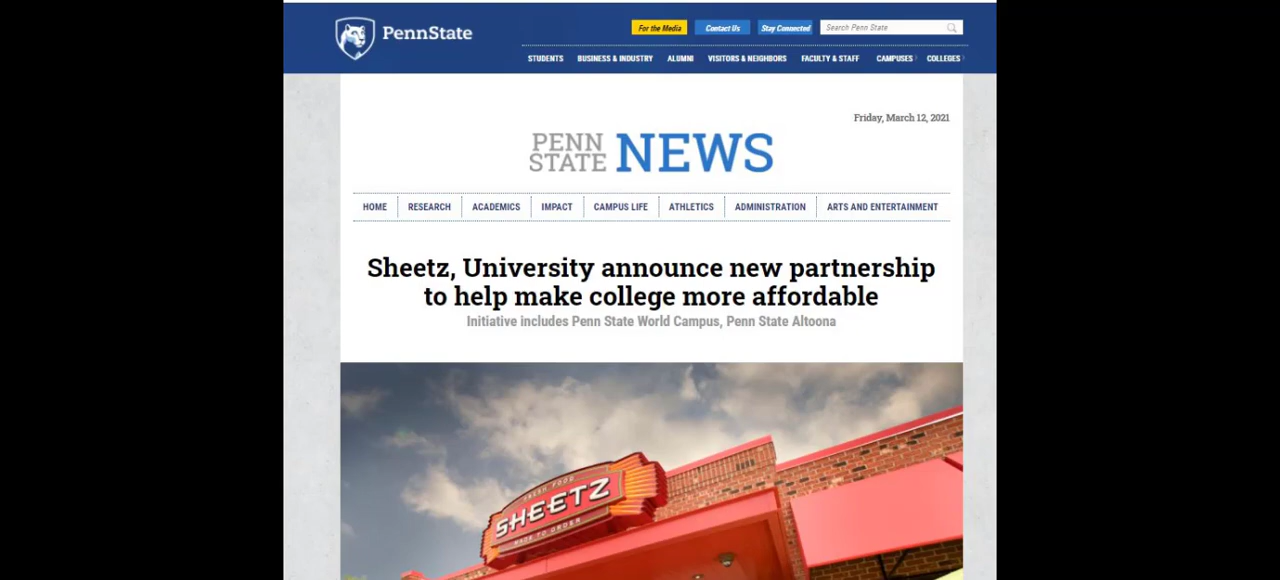 PennState
For the Media
Contact Us
Stay Connected
Search Penn State
STUDENTS
BUSINESS & INDUSTRY
ALUMNI
VISITORS & NEIGHBORS
FACULTY & STAFF
CAMPUSES
COLLEGES
Friday, March 12, 2021
PENN
STATE
NEWS
HOME
RESEARCH
ACADEMICS
IMPACT
CAMPUS LIFE
ATHLETICS
ADMINISTRATION
ARTS AND ENTERTAINMENT
Sheetz, University announce new partnership
to help make college more affordable
Initiative includes Penn State World Campus, Penn State Altoona
FRESH FOOD
SHEETZ
MADE TO ORDER